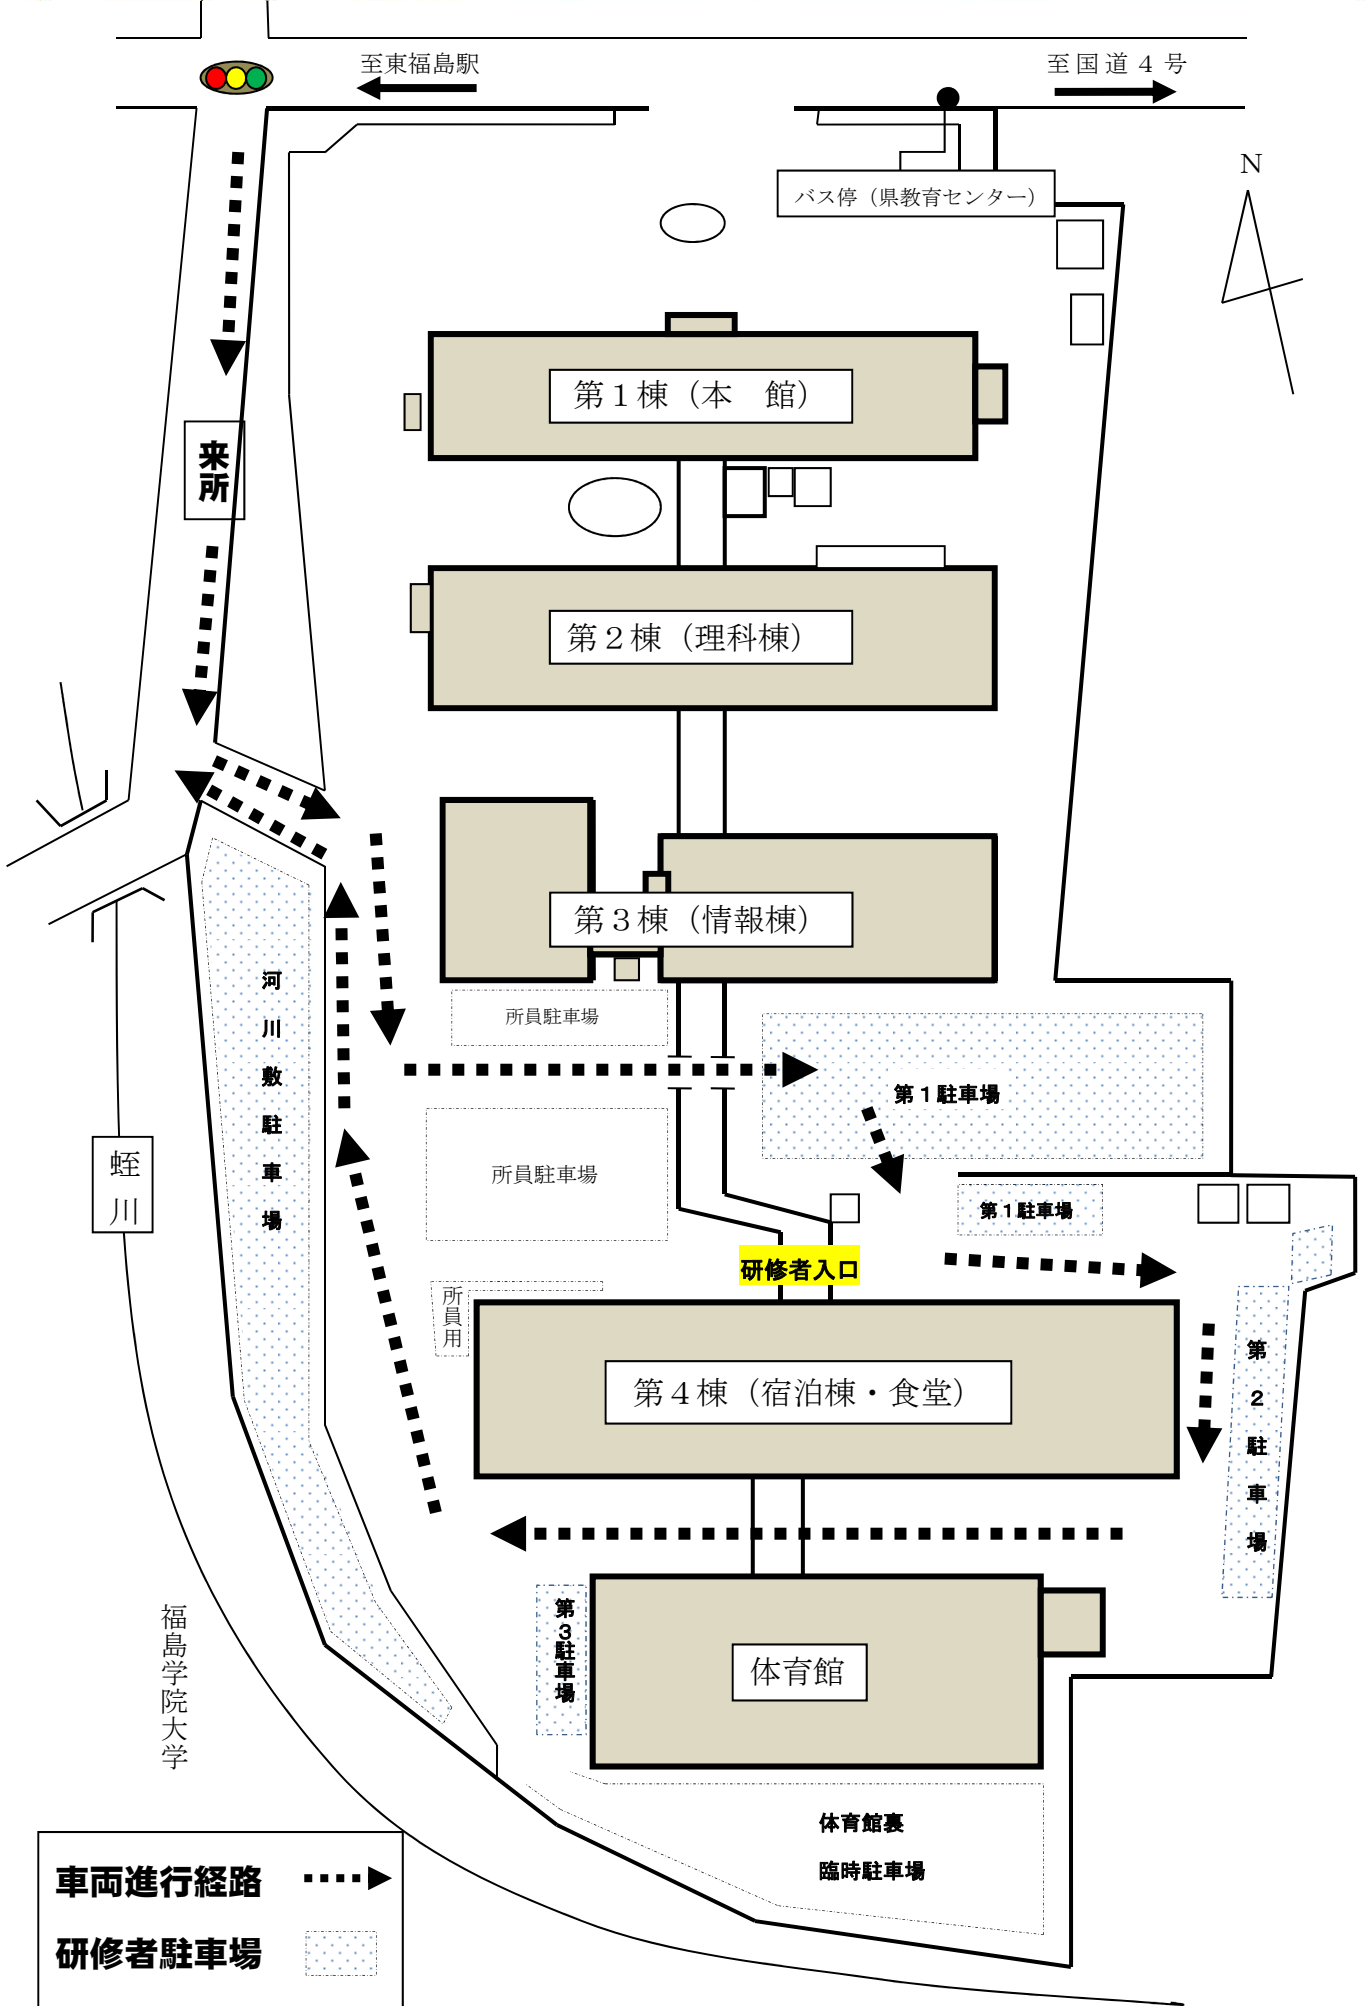 至東福島駅
至国道4号
N
バス停（県教育センター）
第１棟（本　館）
来所
第２棟（理科棟）
第３棟（情報棟）
所員駐車場
河川敷駐車場
第１駐車場
所員駐車場
蛭川
第１駐車場
研修者入口
所員用
第４棟（宿泊棟・食堂）
第２駐車場
第３駐車場
体育館
福島学院大学
体育館裏
臨時駐車場
車両進行経路
研修者駐車場